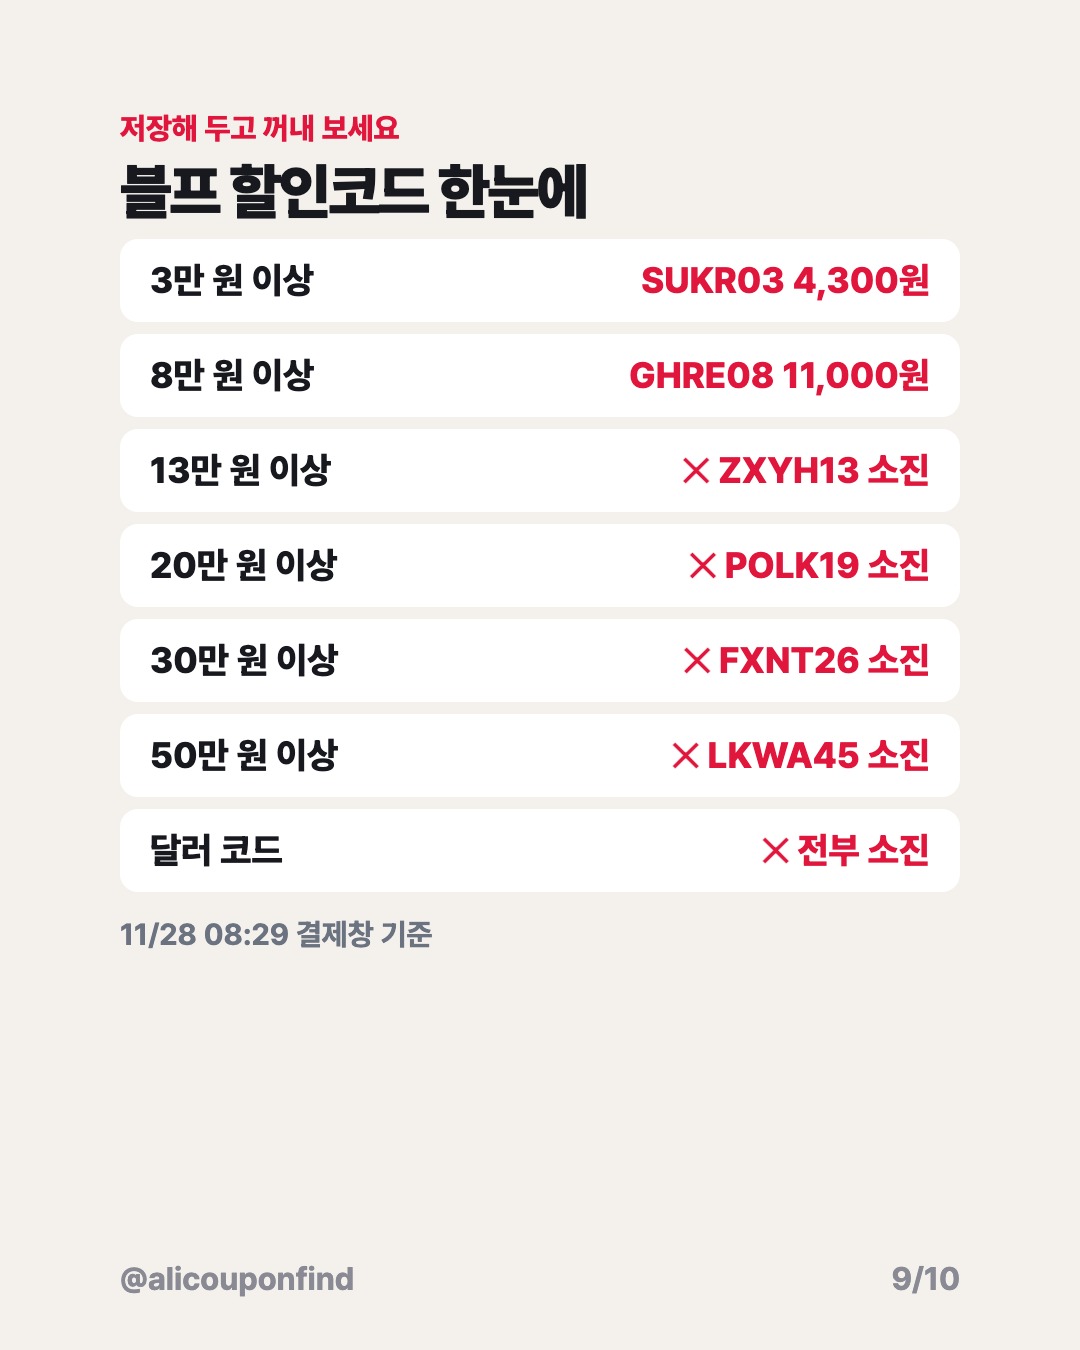 저장해 두고 꺼내 보세요
블프 할인코드 한눈에
3만 원 이상 SUKR03 4,300원
8만 원 이상 GHRE08 11,000원
13만 원 이상 × ZXYH13 소진
20만 원 이상 × POLK19 소진
30만 원 이상 × FXNT26 소진
50만 원 이상 × LKWA45 소진
달러 코드 × 전부 소진
11/28 08:29 결제창 기준
@alicouponfind 9/10